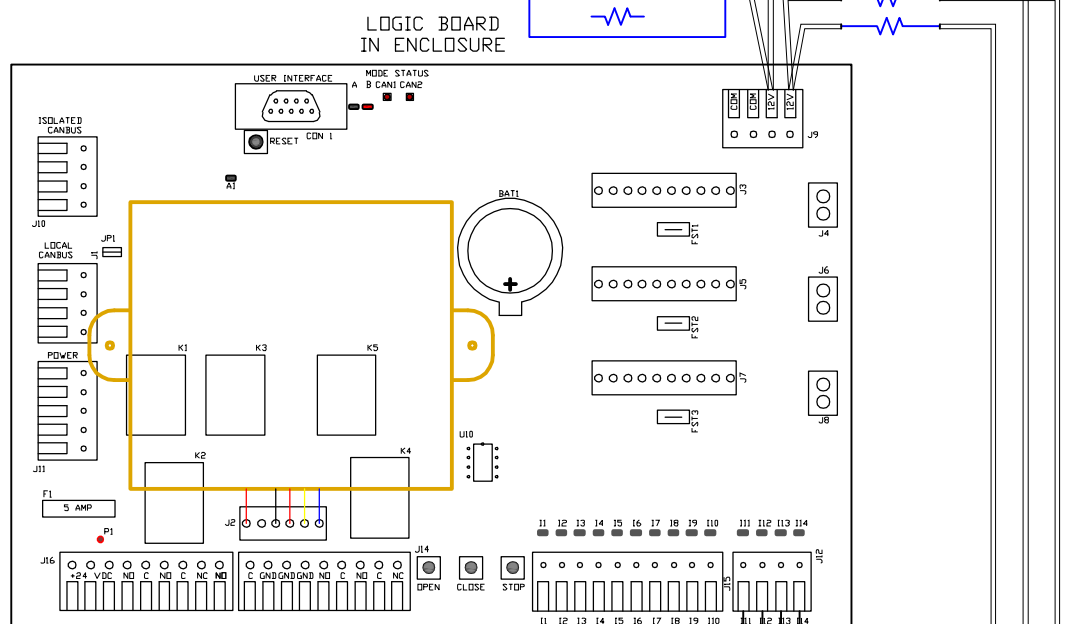 LOGIC BOARD
IN ENCLOSURE
MODE STATUS
USER INTERFACE
A B CAN1 CAN2
COM COM 12V 12V
J9
CON 1
RESET
ISOLATED
CANBUS
J10
A1
BAT1
J3
FST1
J4
JP1
LOCAL
CANBUS
J1
J5
J6
FST2
POWER
K1 K3 K5
J7
FST3
J8
J11
K2 K4
U10
F1
5 AMP
P1
J2
I1 I2 I3 I4 I5 I6 I7 I8 I9 I10 I11 I12 I13 I14
J16
J14
J12
+24 VDC NO C NO C NC NO
C GND GND GND NO C NO C NC
OPEN CLOSE STOP
J15
I1 I2 I3 I4 I5 I6 I7 I8 I9 I10 I11 I12 I13 I14